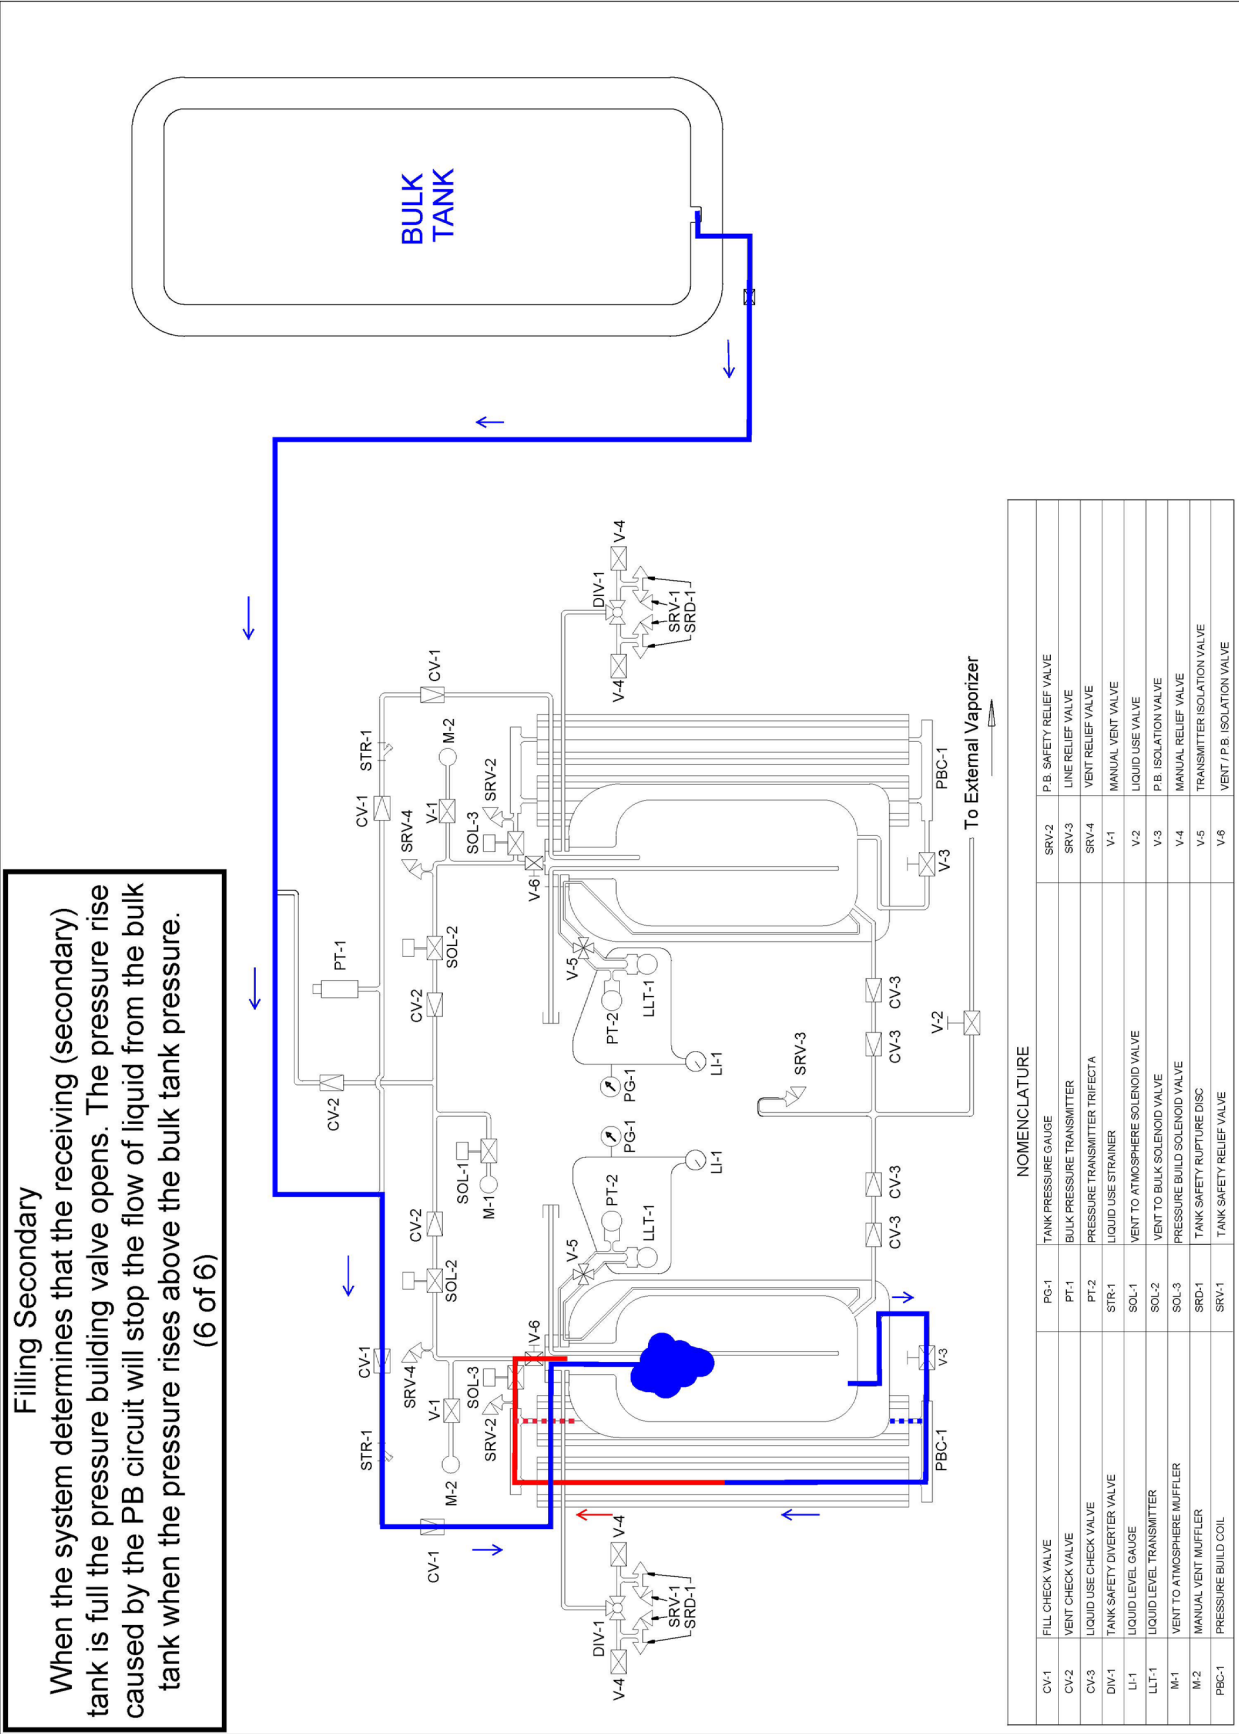 Filling Secondary
When the system determines that the receiving (secondary)
tank is full the pressure building valve opens. The pressure rise
caused by the PB circuit will stop the flow of liquid from the bulk
tank when the pressure rises above the bulk tank pressure.
(6 of 6)
BULK
TANK
CV-1
STR-1
CV-1
M-2
V-1
SRV-4
SRV-2
SOL-3
V-6
SOL-2
CV-2
PT-1
CV-2
SOL-1
M-1
CV-2
SOL-2
CV-1
STR-1
SRV-4
V-1
M-2
SOL-3
SRV-2
V-6
CV-1
DIV-1
V-4
V-4
SRV-1
SRD-1
V-5
PT-2
LLT-1
PG-1
LI-1
PG-1
LI-1
PT-2
LLT-1
V-5
DIV-1
V-4
V-4
SRV-1
SRD-1
PBC-1
V-3
CV-3
CV-3
SRV-3
V-2
To External Vaporizer
CV-3
CV-3
V-3
PBC-1
NOMENCLATURE
CV-1 FILL CHECK VALVE PG-1 TANK PRESSURE GAUGE SRV-2 P.B. SAFETY RELIEF VALVE
CV-2 VENT CHECK VALVE PT-1 BULK PRESSURE TRANSMITTER SRV-3 LINE RELIEF VALVE
CV-3 LIQUID USE CHECK VALVE PT-2 PRESSURE TRANSMITTER TRIFECTA SRV-4 VENT RELIEF VALVE
DIV-1 TANK SAFETY DIVERTER VALVE STR-1 LIQUID USE STRAINER V-1 MANUAL VENT VALVE
LI-1 LIQUID LEVEL GAUGE SOL-1 VENT TO ATMOSPHERE SOLENOID VALVE V-2 LIQUID USE VALVE
LLT-1 LIQUID LEVEL TRANSMITTER SOL-2 VENT TO BULK SOLENOID VALVE V-3 P.B. ISOLATION VALVE
M-1 VENT TO ATMOSPHERE MUFFLER SOL-3 PRESSURE BUILD SOLENOID VALVE V-4 MANUAL RELIEF VALVE
M-2 MANUAL VENT MUFFLER SRD-1 TANK SAFETY RUPTURE DISC V-5 TRANSMITTER ISOLATION VALVE
PBC-1 PRESSURE BUILD COIL SRV-1 TANK SAFETY RELIEF VALVE V-6 VENT / P.B. ISOLATION VALVE